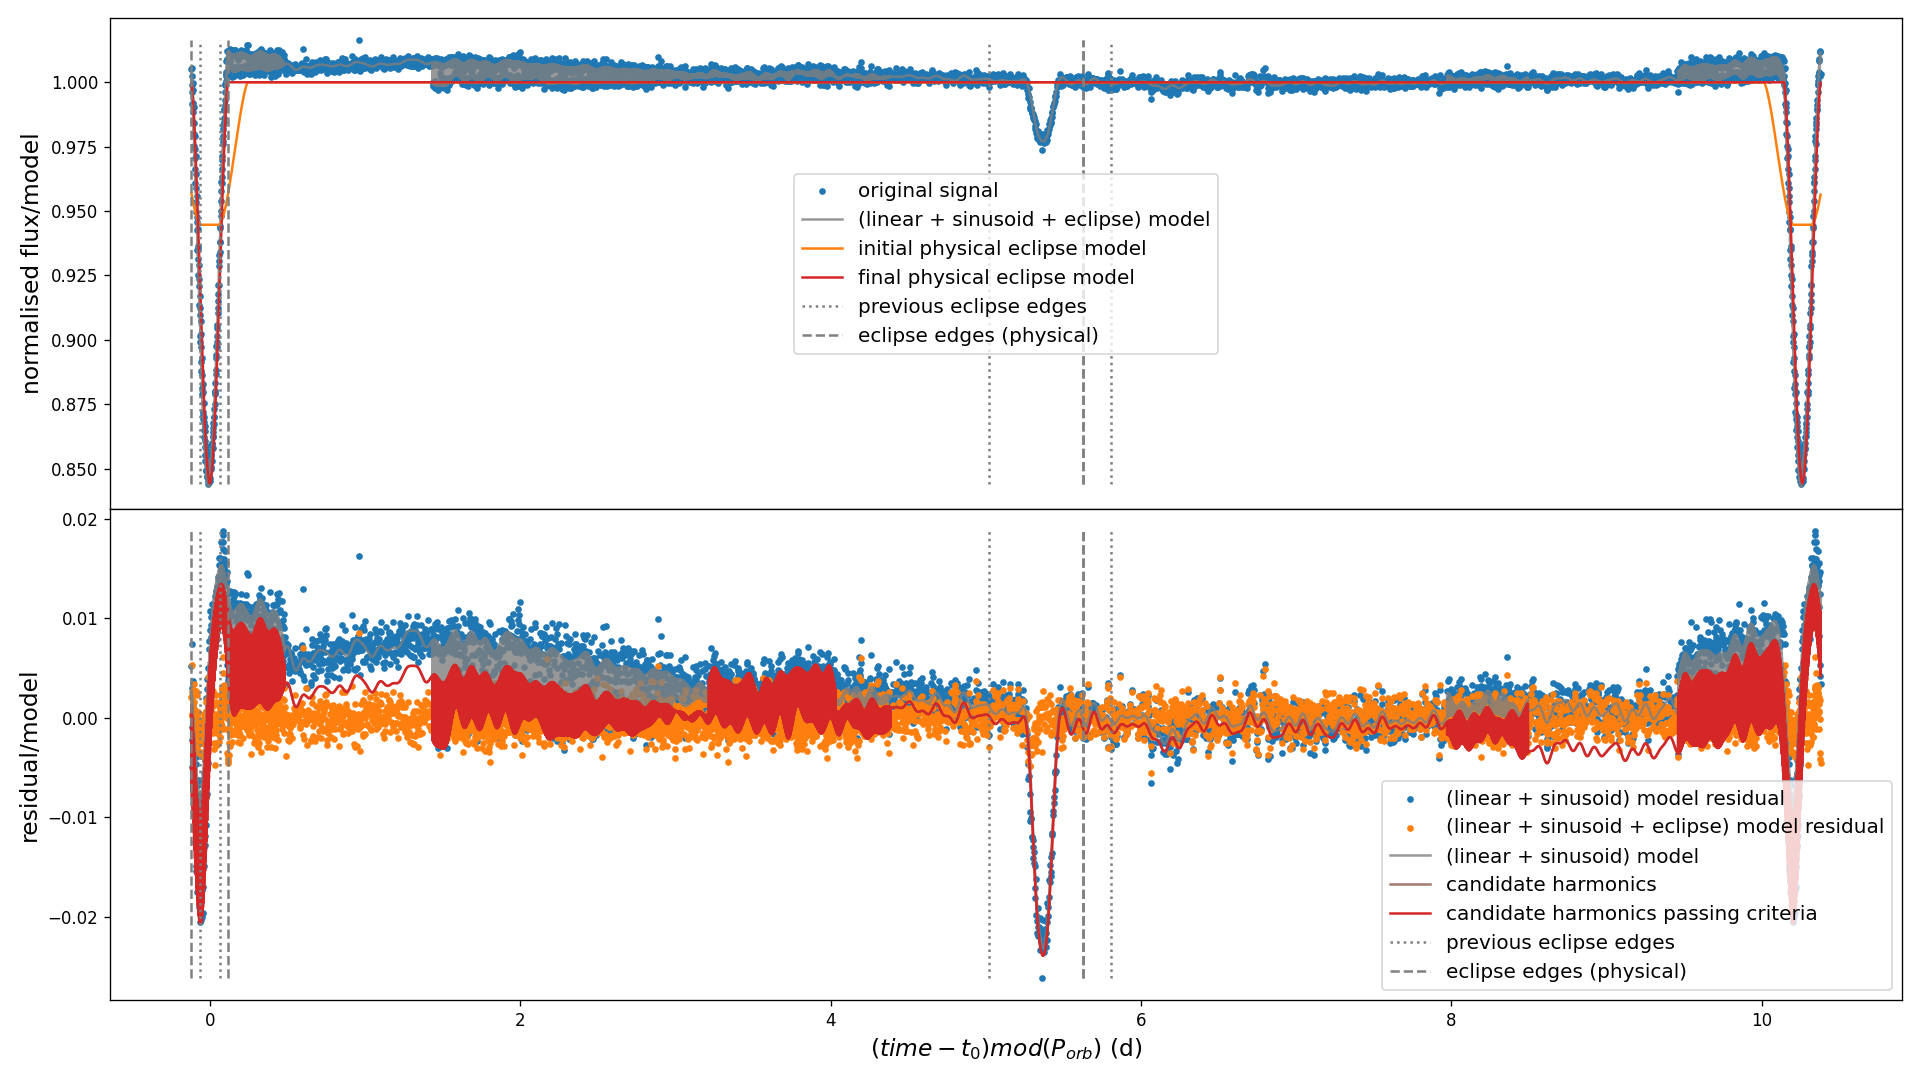 normalised flux/model
1.000
0.975
0.950
0.925
0.900
0.875
0.850
original signal
(linear + sinusoid + eclipse) model
initial physical eclipse model
final physical eclipse model
previous eclipse edges
eclipse edges (physical)
residual/model
0.02
0.01
0.00
−0.01
−0.02
(linear + sinusoid) model residual
(linear + sinusoid + eclipse) model residual
(linear + sinusoid) model
candidate harmonics
candidate harmonics passing criteria
previous eclipse edges
eclipse edges (physical)
0 2 4 6 8 10
(time − t₀)mod(P_orb) (d)